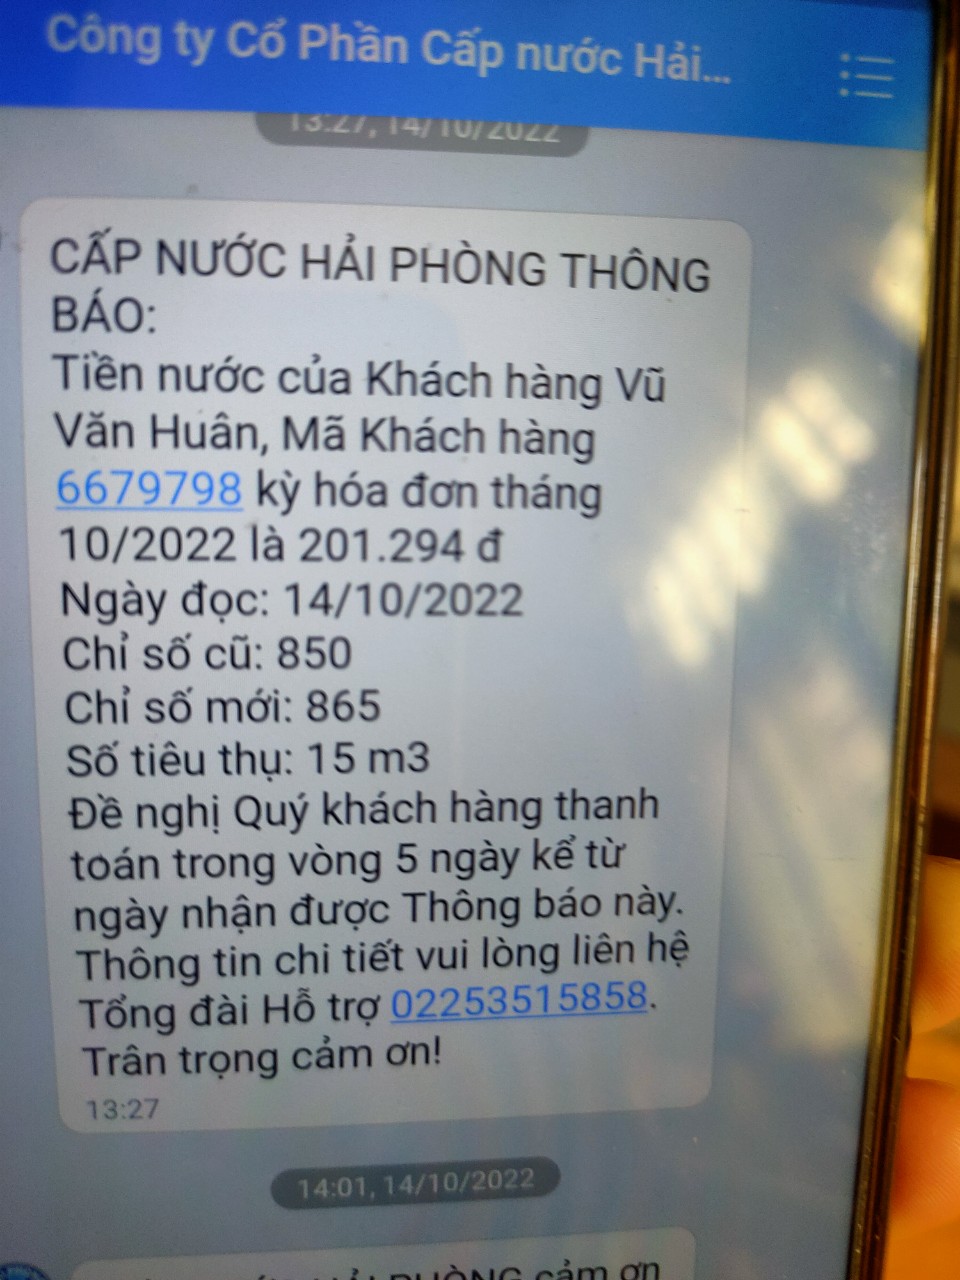 Công ty Cổ Phần Cấp nước Hải...
13:27, 14/10/2022
CẤP NƯỚC HẢI PHÒNG THÔNG
BÁO:
Tiền nước của Khách hàng Vũ
Văn Huân, Mã Khách hàng
6679798 kỳ hóa đơn tháng
10/2022 là 201.294 đ
Ngày đọc: 14/10/2022
Chỉ số cũ: 850
Chỉ số mới: 865
Số tiêu thụ: 15 m3
Đề nghị Quý khách hàng thanh
toán trong vòng 5 ngày kể từ
ngày nhận được Thông báo này.
Thông tin chi tiết vui lòng liên hệ
Tổng đài Hỗ trợ 02253515858.
Trân trọng cảm ơn!
13:27
14:01, 14/10/2022
HẢI PHÒNG cảm ơn